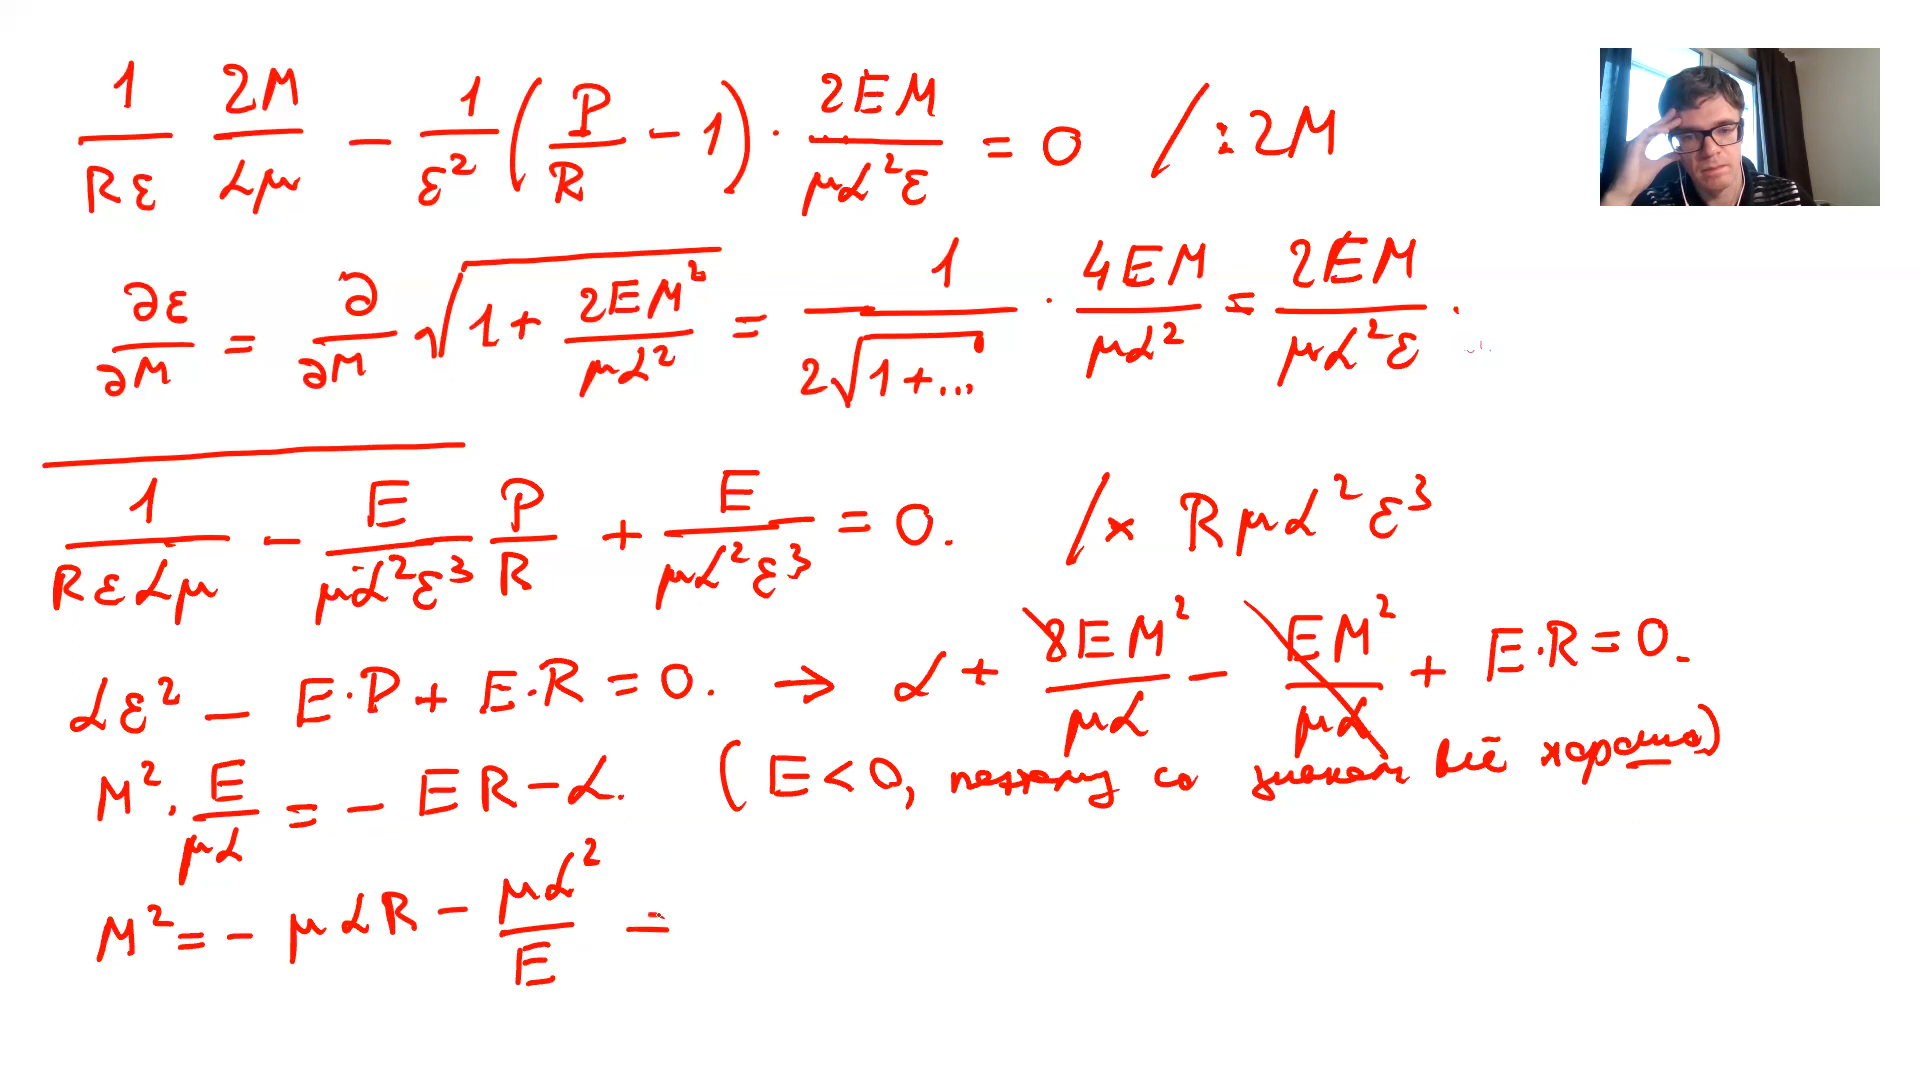 1/(Rε) 2M/(αμ) − 1/ε² (P/R − 1) · 2EM/(μα²ε) = 0 / : 2M
∂ε/∂M = ∂/∂M √(1 + 2EM²/(μα²)) = 1/(2√(1+...)) · 4EM/(μα²) = 2EM/(μα²ε) .
1/(Rεαμ) − E/(μα²ε³) P/R + E/(μα²ε³) = 0. / × Rμα²ε³
αε² − E·P + E·R = 0. → α + 2EM²/(μα) − EM²/(μα) + E·R = 0.
M² · E/(μα) = − ER − α. (E < 0, поэтому со знаком всё хорошо)
M² = − μαR − μα²/E =